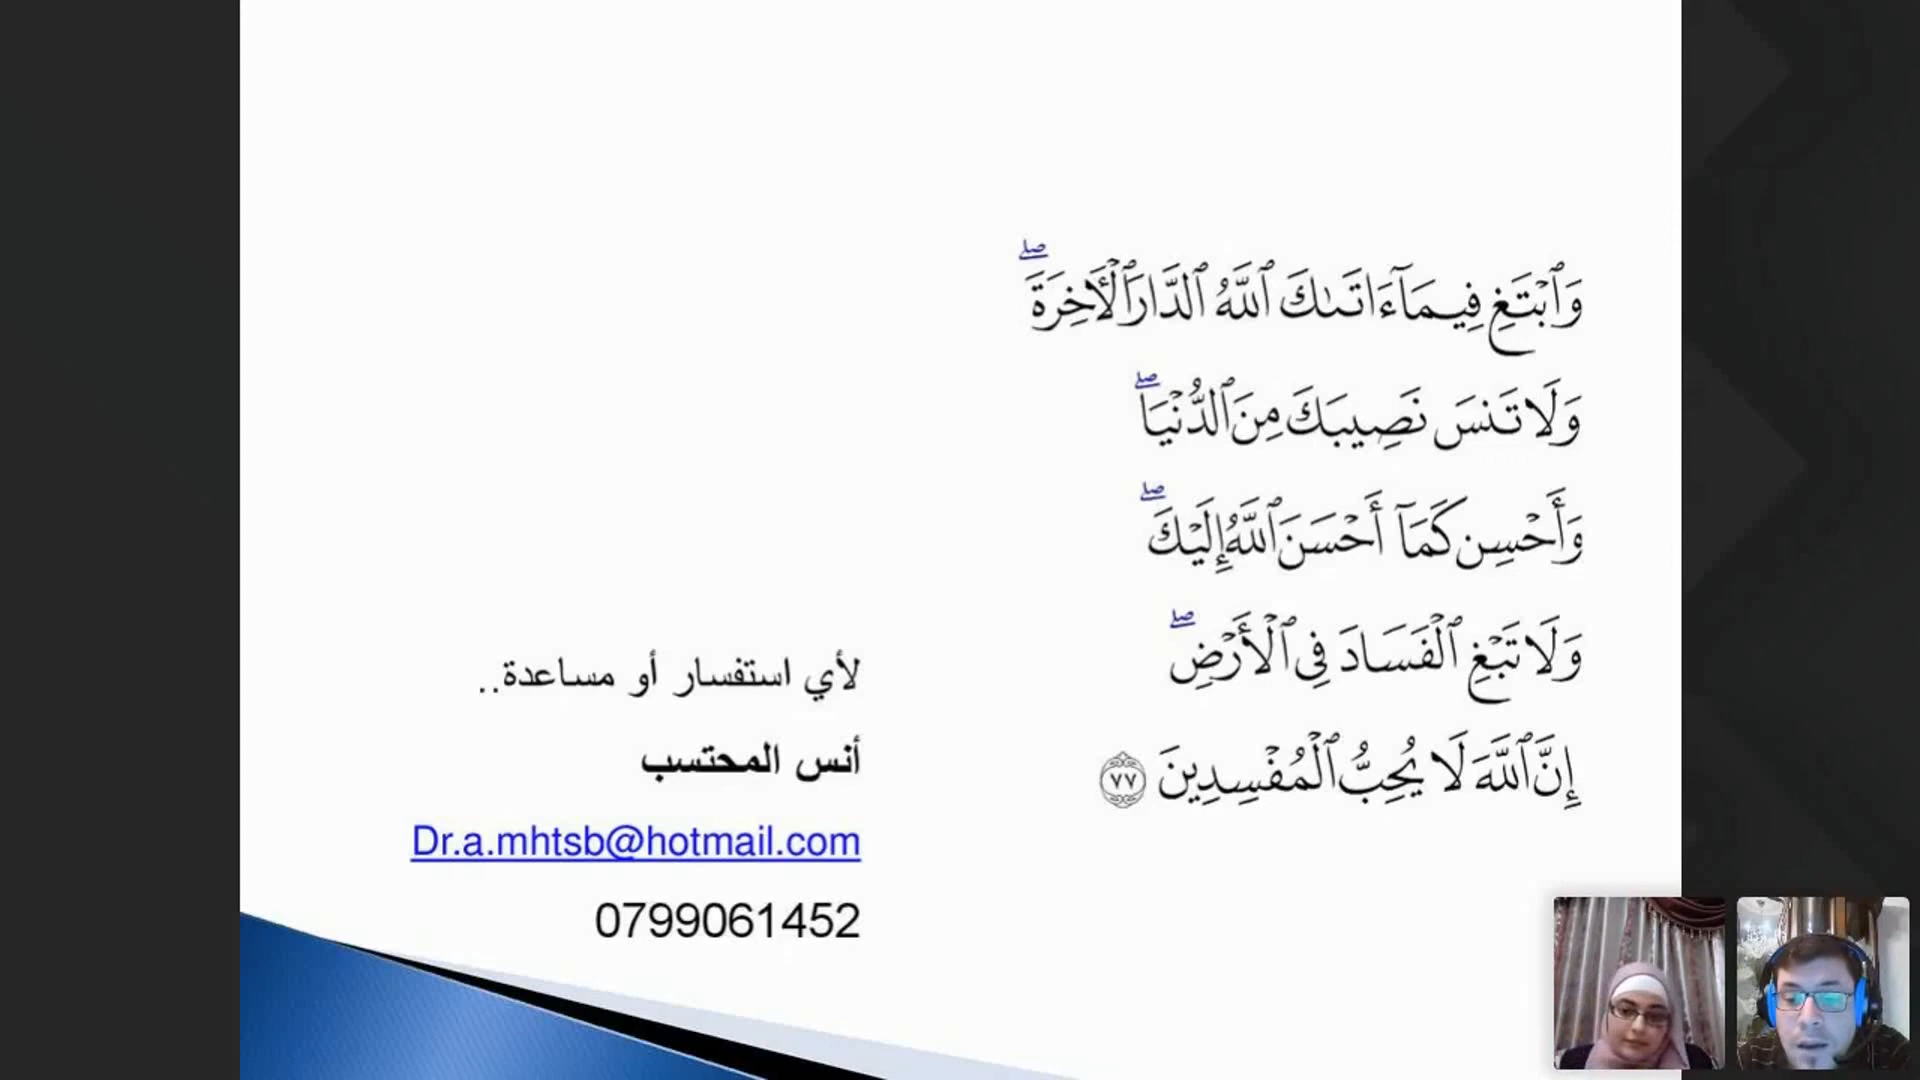 وَٱبْتَغِ فِيمَآ ءَاتَىٰكَ ٱللَّهُ ٱلدَّارَ ٱلْـَٔاخِرَةَ ۖ
وَلَا تَنسَ نَصِيبَكَ مِنَ ٱلدُّنْيَا ۖ
وَأَحْسِن كَمَآ أَحْسَنَ ٱللَّهُ إِلَيْكَ ۖ
وَلَا تَبْغِ ٱلْفَسَادَ فِى ٱلْأَرْضِ ۖ
إِنَّ ٱللَّهَ لَا يُحِبُّ ٱلْمُفْسِدِينَ ٧٧
لأي استفسار أو مساعدة..
أنس المحتسب
Dr.a.mhtsb@hotmail.com
0799061452